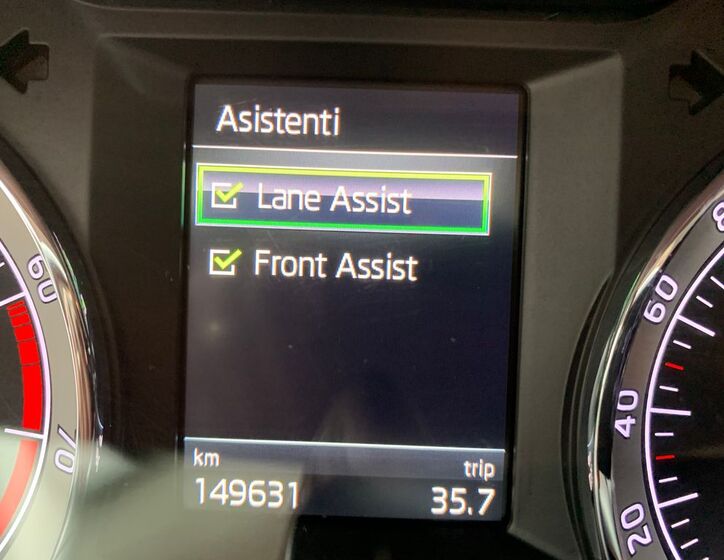 Asistenti
Lane Assist
Front Assist
km
trip
149631
35.7
60
70
60
40
20